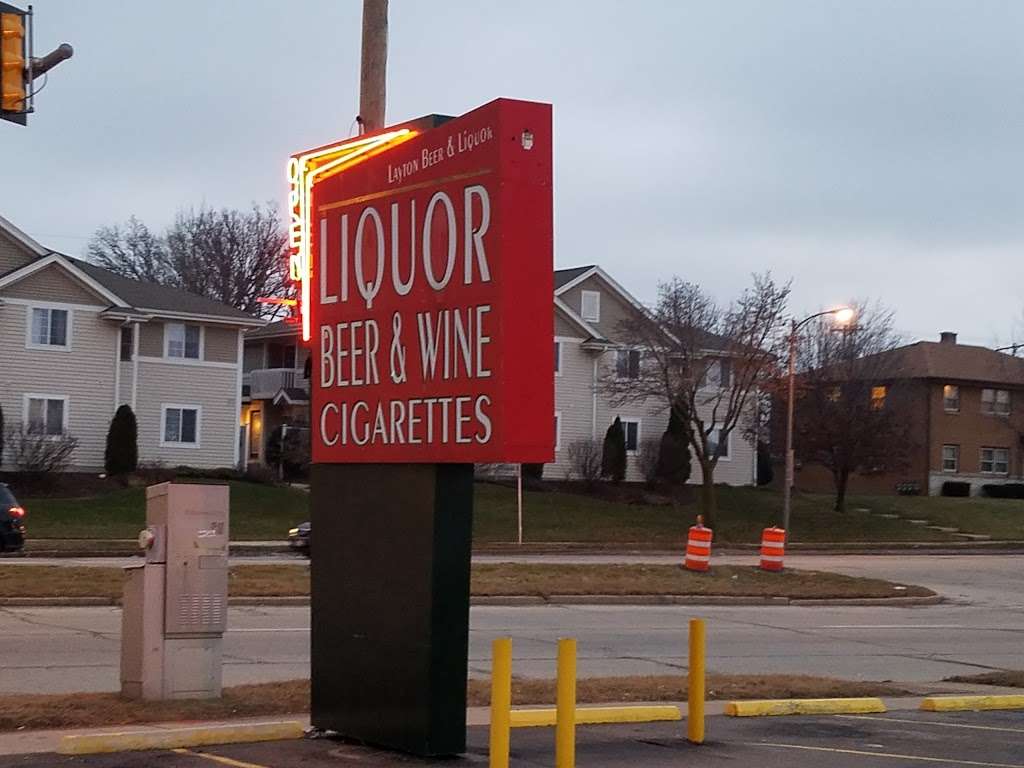 OPEN
Layton Beer & Liquor
LIQUOR
BEER & WINE
CIGARETTES